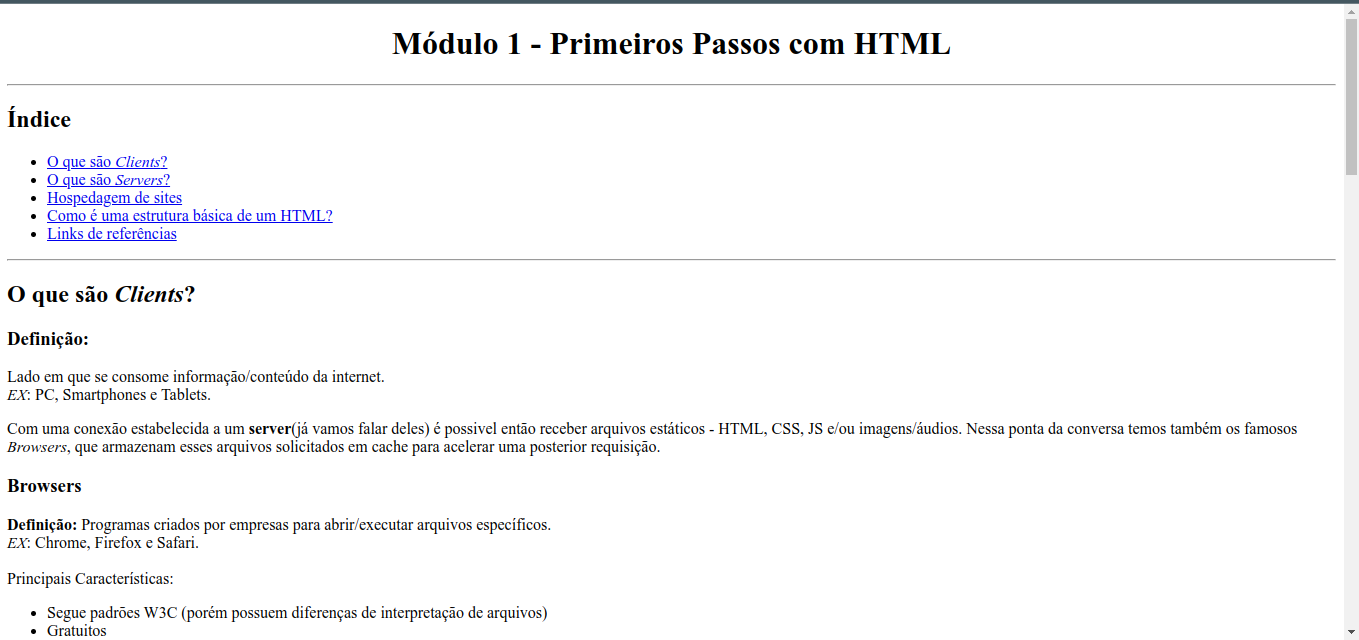 Módulo 1 - Primeiros Passos com HTML
Índice
O que são Clients?
O que são Servers?
Hospedagem de sites
Como é uma estrutura básica de um HTML?
Links de referências
O que são Clients?
Definição:
Lado em que se consome informação/conteúdo da internet.
EX: PC, Smartphones e Tablets.
Com uma conexão estabelecida a um server(já vamos falar deles) é possivel então receber arquivos estáticos - HTML, CSS, JS e/ou imagens/áudios. Nessa ponta da conversa temos também os famosos
Browsers, que armazenam esses arquivos solicitados em cache para acelerar uma posterior requisição.
Browsers
Definição: Programas criados por empresas para abrir/executar arquivos específicos.
EX: Chrome, Firefox e Safari.
Principais Características:
Segue padrões W3C (porém possuem diferenças de interpretação de arquivos)
Gratuitos